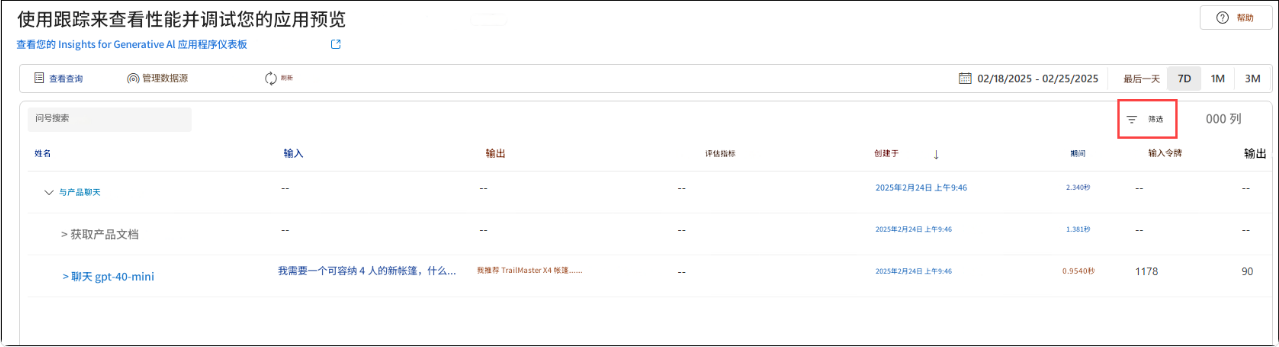 使用跟踪来查看性能并调试您的应用预览
帮助
查看您的 Insights for Generative Al 应用程序仪表板
查看查询 管理数据源 刷新 02/18/2025 - 02/25/2025 最后一天 7D 1M 3M
问号搜索 筛选 000 列
姓名 输入 输出 评估指标 创建于 ↓ 期间 输入令牌 输出
与产品聊天 -- -- -- 2025年2月24日 上午9:46 2.340秒 -- --
> 获取产品文档 -- -- -- 2025年2月24日 上午9:46 1.381秒 -- --
> 聊天 gpt-40-mini 我需要一个可容纳 4 人的新帐篷，什么... 我推荐 TrailMaster X4 帐篷...... -- 2025年2月24日 上午9:46 0.9540秒 1178 90